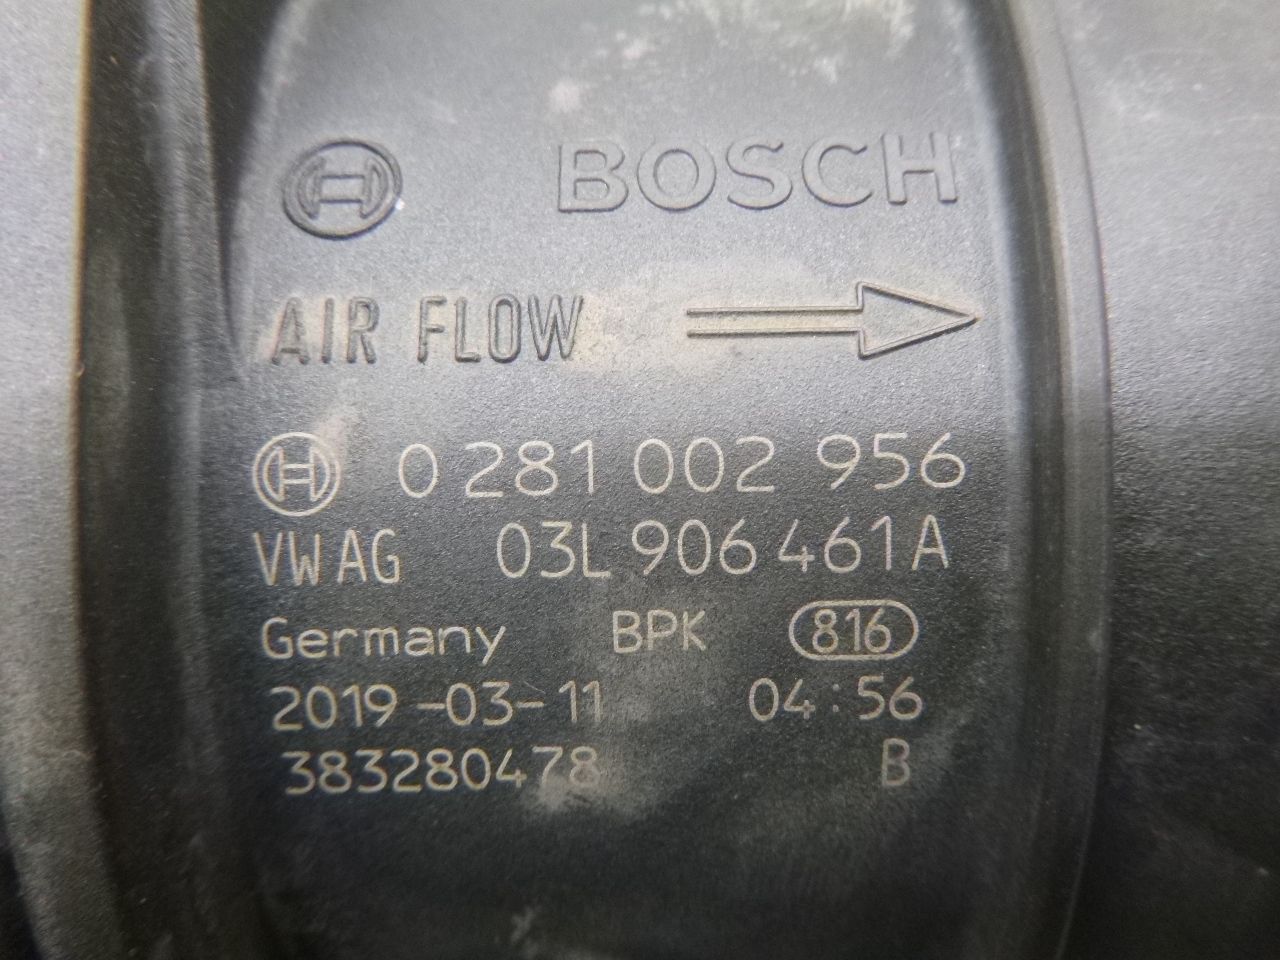 BOSCH
AIR FLOW
0 281 002 956
VW AG 03L 906 461 A
Germany BPK 816
2019-03-11 04:56
383280478 B